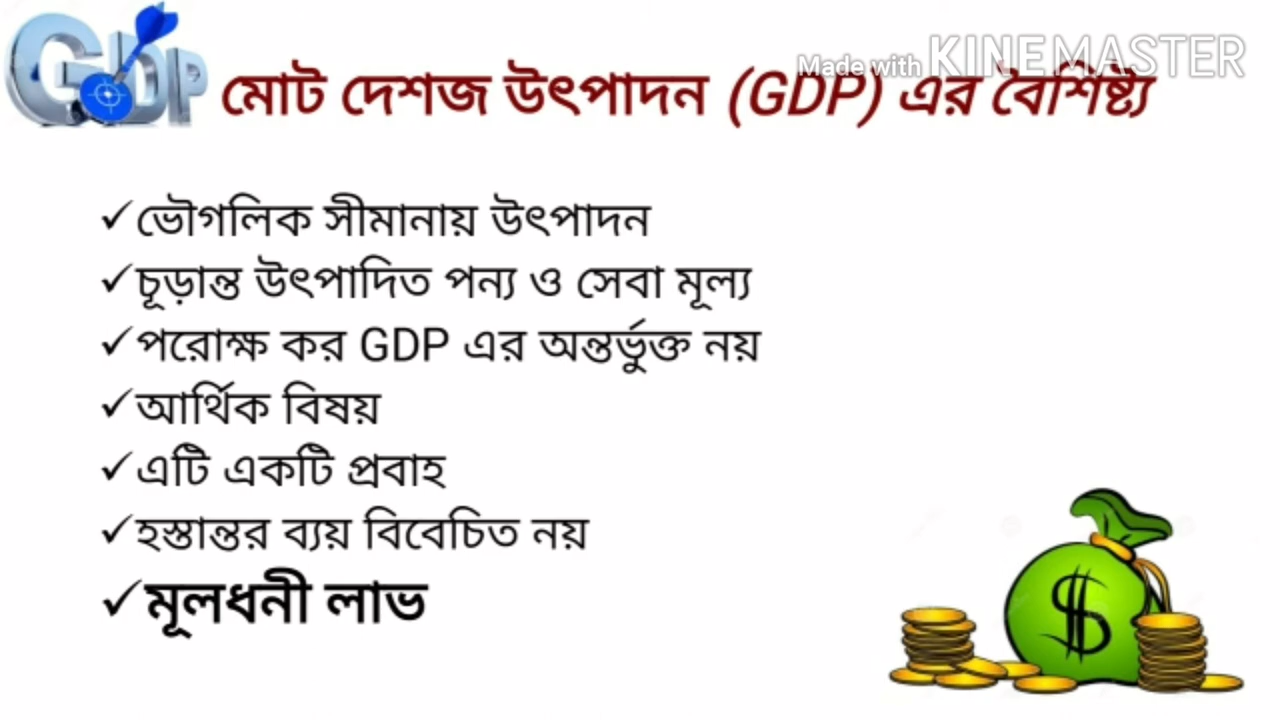 GDP
Made with KINEMASTER
মোট দেশজ উৎপাদন (GDP) এর বৈশিষ্ট্য
✓ভৌগলিক সীমানায় উৎপাদন
✓চূড়ান্ত উৎপাদিত পন্য ও সেবা মূল্য
✓পরোক্ষ কর GDP এর অন্তর্ভুক্ত নয়
✓আর্থিক বিষয়
✓এটি একটি প্রবাহ
✓হস্তান্তর ব্যয় বিবেচিত নয়
✓মূলধনী লাভ
$